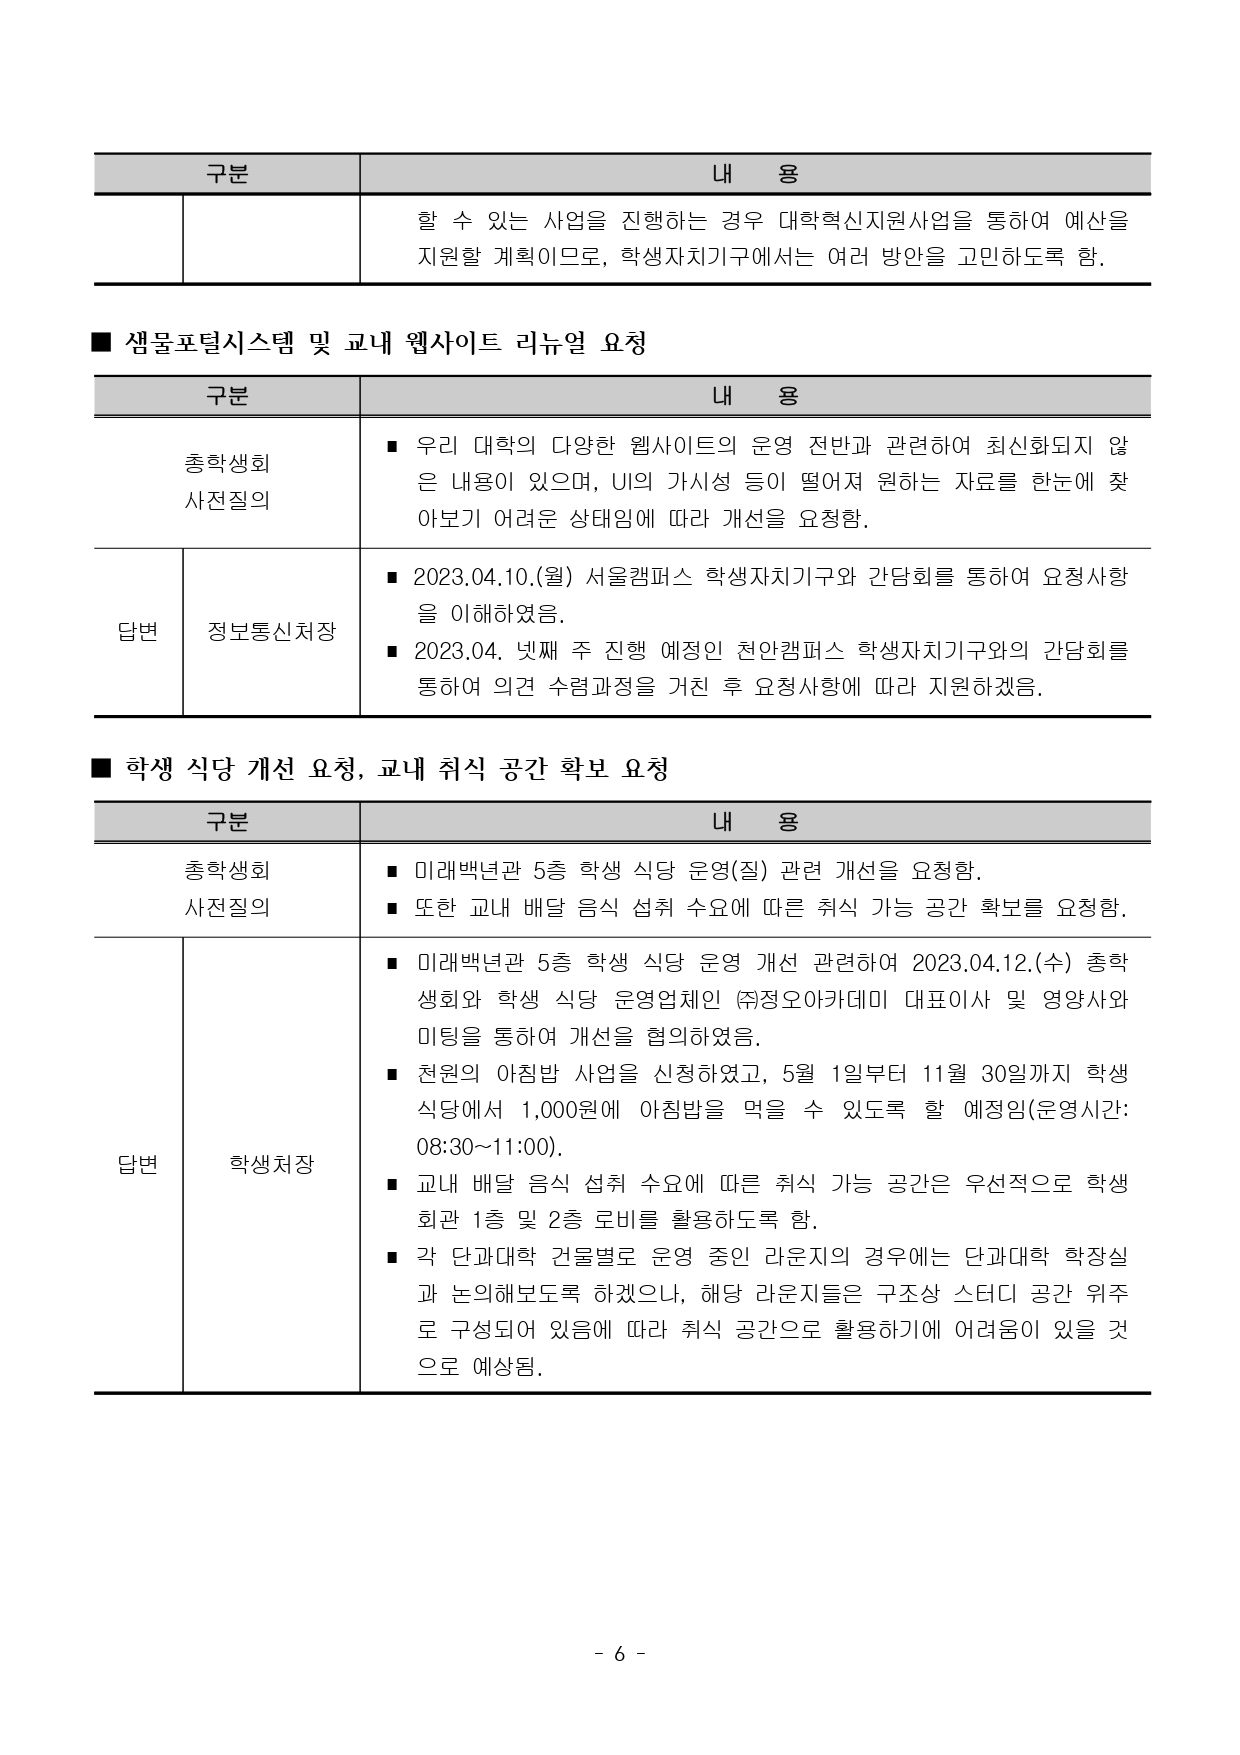 구분 내 용
할 수 있는 사업을 진행하는 경우 대학혁신지원사업을 통하여 예산을
지원할 계획이므로, 학생자치기구에서는 여러 방안을 고민하도록 함.
■ 샘물포털시스템 및 교내 웹사이트 리뉴얼 요청
구분 내 용
총학생회
사전질의
■ 우리 대학의 다양한 웹사이트의 운영 전반과 관련하여 최신화되지 않
은 내용이 있으며, UI의 가시성 등이 떨어져 원하는 자료를 한눈에 찾
아보기 어려운 상태임에 따라 개선을 요청함.
답변 정보통신처장
■ 2023.04.10.(월) 서울캠퍼스 학생자치기구와 간담회를 통하여 요청사항
을 이해하였음.
■ 2023.04. 넷째 주 진행 예정인 천안캠퍼스 학생자치기구와의 간담회를
통하여 의견 수렴과정을 거친 후 요청사항에 따라 지원하겠음.
■ 학생 식당 개선 요청, 교내 취식 공간 확보 요청
구분 내 용
총학생회
사전질의
■ 미래백년관 5층 학생 식당 운영(질) 관련 개선을 요청함.
■ 또한 교내 배달 음식 섭취 수요에 따른 취식 가능 공간 확보를 요청함.
답변 학생처장
■ 미래백년관 5층 학생 식당 운영 개선 관련하여 2023.04.12.(수) 총학
생회와 학생 식당 운영업체인 ㈜정오아카데미 대표이사 및 영양사와
미팅을 통하여 개선을 협의하였음.
■ 천원의 아침밥 사업을 신청하였고, 5월 1일부터 11월 30일까지 학생
식당에서 1,000원에 아침밥을 먹을 수 있도록 할 예정임(운영시간:
08:30~11:00).
■ 교내 배달 음식 섭취 수요에 따른 취식 가능 공간은 우선적으로 학생
회관 1층 및 2층 로비를 활용하도록 함.
■ 각 단과대학 건물별로 운영 중인 라운지의 경우에는 단과대학 학장실
과 논의해보도록 하겠으나, 해당 라운지들은 구조상 스터디 공간 위주
로 구성되어 있음에 따라 취식 공간으로 활용하기에 어려움이 있을 것
으로 예상됨.
- 6 -